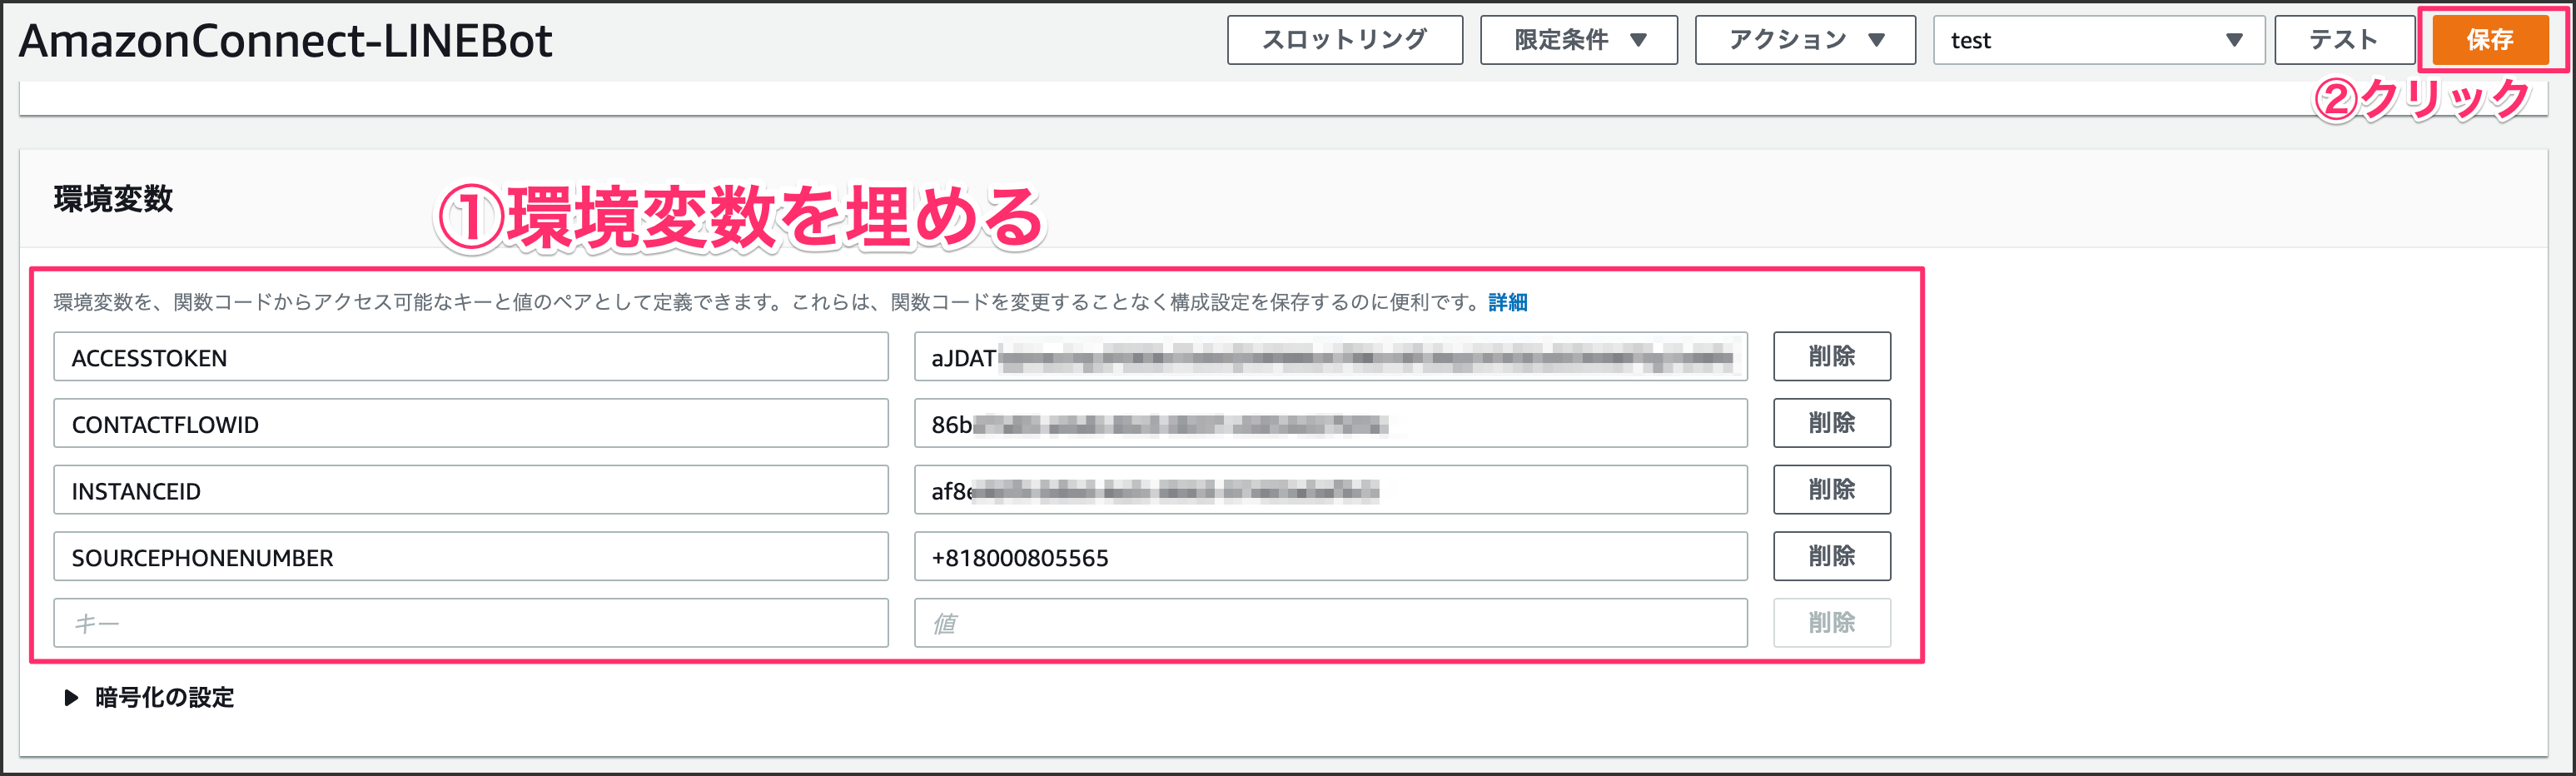 AmazonConnect-LINEBot
スロットリング 限定条件 ▼ アクション ▼ test ▼ テスト 保存
②クリック
環境変数
①環境変数を埋める
環境変数を、関数コードからアクセス可能なキーと値のペアとして定義できます。これらは、関数コードを変更することなく構成設定を保存するのに便利です。詳細
ACCESSTOKEN aJDAT 削除
CONTACTFLOWID 86b 削除
INSTANCEID af8e 削除
SOURCEPHONENUMBER +818000805565 削除
キー 値 削除
▶ 暗号化の設定